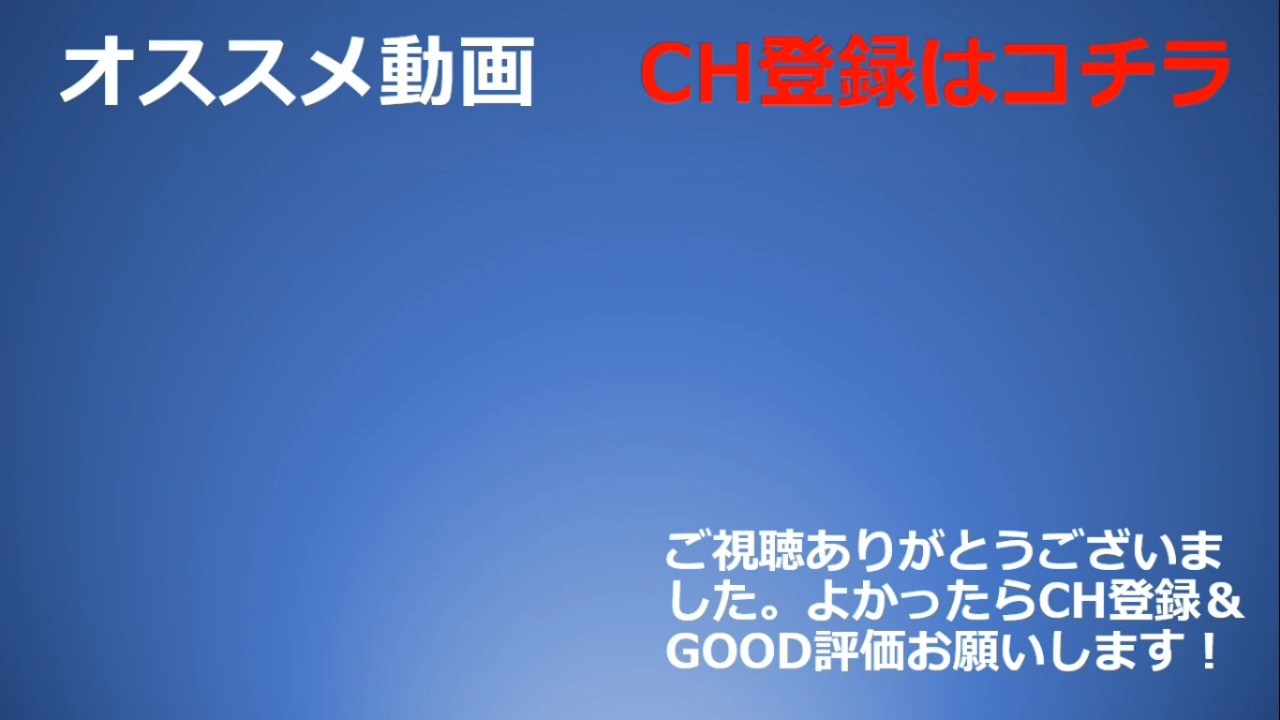 オススメ動画
CH登録はコチラ
ご視聴ありがとうございま
した。よかったらCH登録＆
GOOD評価お願いします！